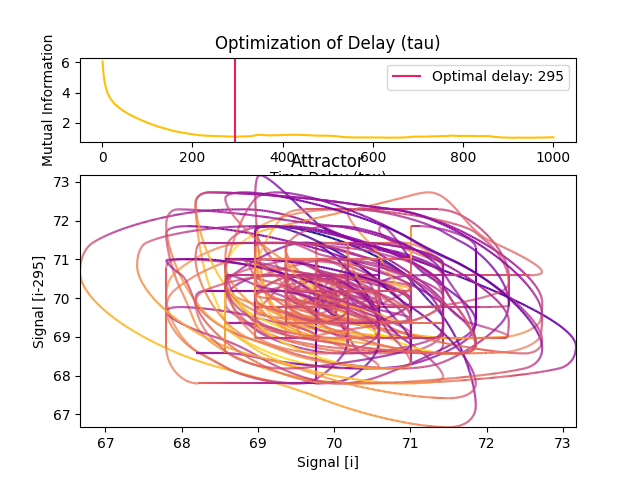 Optimization of Delay (tau)
Mutual Information
6
4
2
Optimal delay: 295
0 200 400 600 800 1000
Time Delay (tau)
Attractor
Signal [i-295]
73
72
71
70
69
68
67
67 68 69 70 71 72 73
Signal [i]